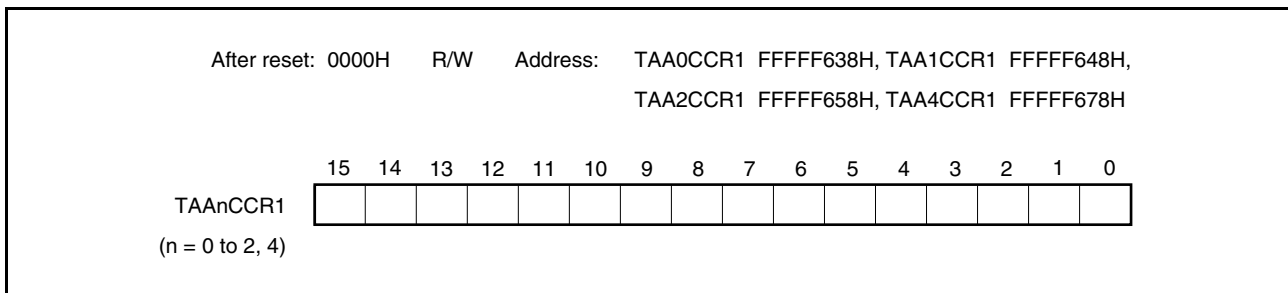 After reset: 0000H R/W Address: TAA0CCR1 FFFFF638H, TAA1CCR1 FFFFF648H,
TAA2CCR1 FFFFF658H, TAA4CCR1 FFFFF678H
15 14 13 12 11 10 9 8 7 6 5 4 3 2 1 0
TAAnCCR1
(n = 0 to 2, 4)